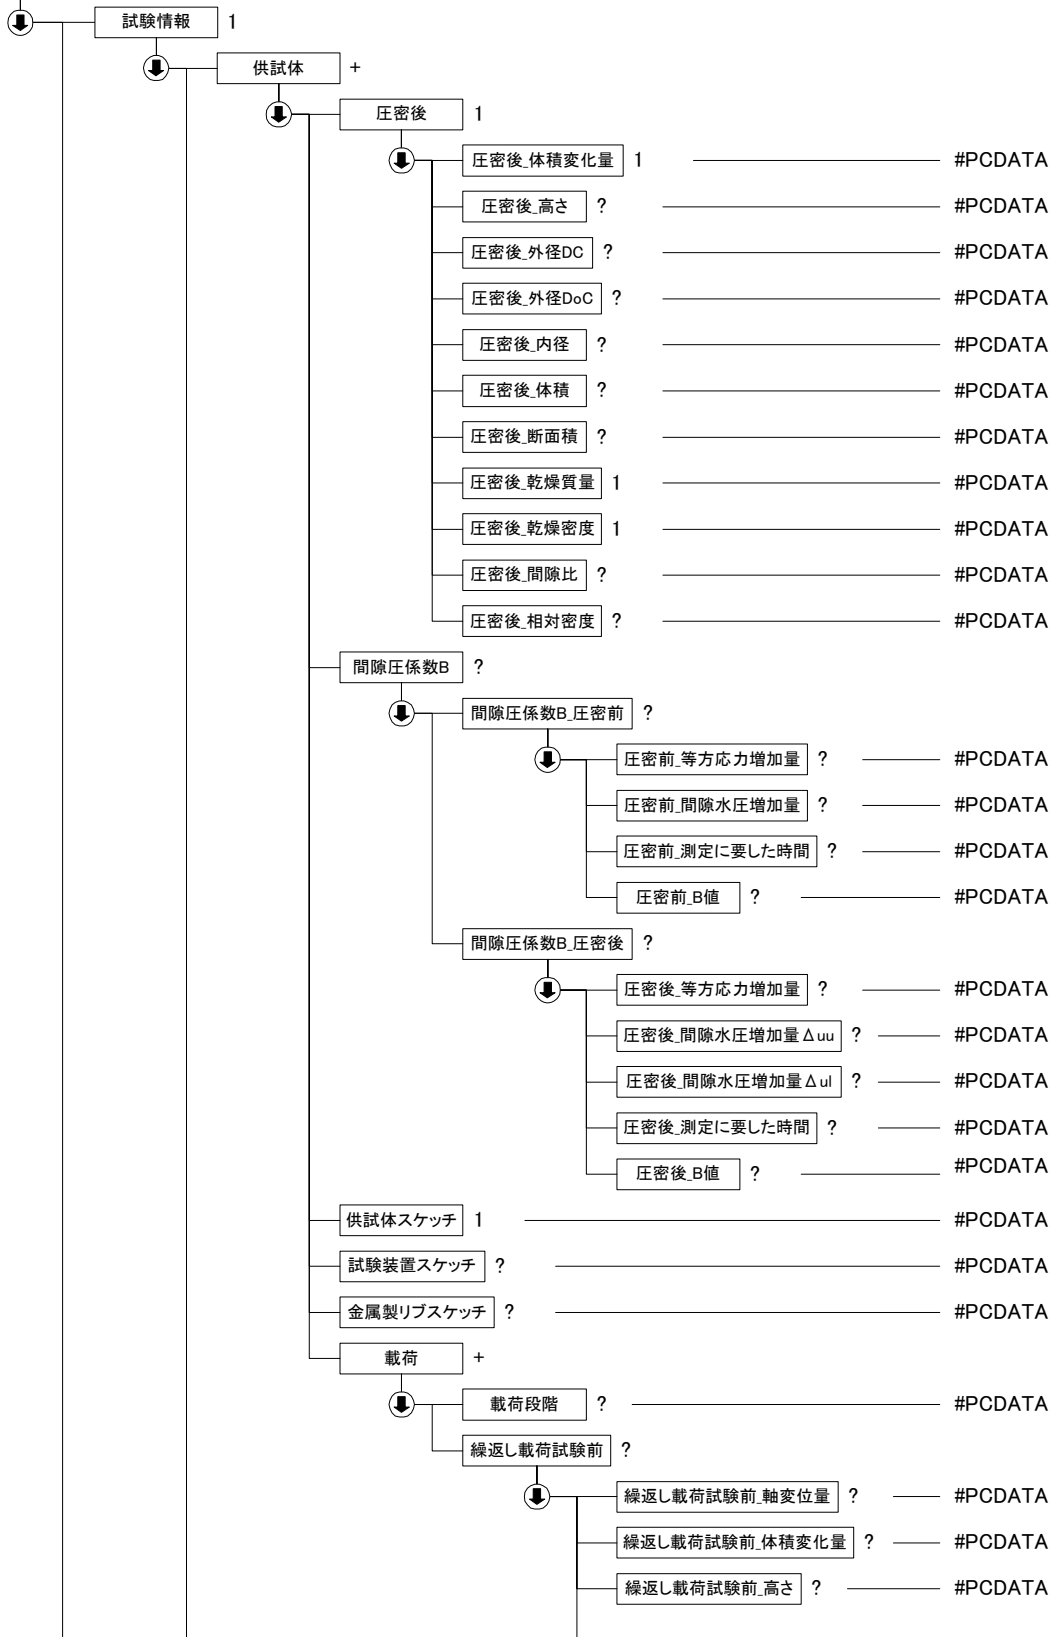 試験情報 1
供試体 +
圧密後 1
圧密後_体積変化量 1 #PCDATA
圧密後_高さ ? #PCDATA
圧密後_外径DC ? #PCDATA
圧密後_外径DoC ? #PCDATA
圧密後_内径 ? #PCDATA
圧密後_体積 ? #PCDATA
圧密後_断面積 ? #PCDATA
圧密後_乾燥質量 1 #PCDATA
圧密後_乾燥密度 1 #PCDATA
圧密後_間隙比 ? #PCDATA
圧密後_相対密度 ? #PCDATA
間隙圧係数B ?
間隙圧係数B_圧密前 ?
圧密前_等方応力増加量 ? #PCDATA
圧密前_間隙水圧増加量 ? #PCDATA
圧密前_測定に要した時間 ? #PCDATA
圧密前_B値 ? #PCDATA
間隙圧係数B_圧密後 ?
圧密後_等方応力増加量 ? #PCDATA
圧密後_間隙水圧増加量Δuu ? #PCDATA
圧密後_間隙水圧増加量Δul ? #PCDATA
圧密後_測定に要した時間 ? #PCDATA
圧密後_B値 ? #PCDATA
供試体スケッチ 1 #PCDATA
試験装置スケッチ ? #PCDATA
金属製リブスケッチ ? #PCDATA
載荷 +
載荷段階 ? #PCDATA
繰返し載荷試験前 ?
繰返し載荷試験前_軸変位量 ? #PCDATA
繰返し載荷試験前_体積変化量 ? #PCDATA
繰返し載荷試験前_高さ ? #PCDATA